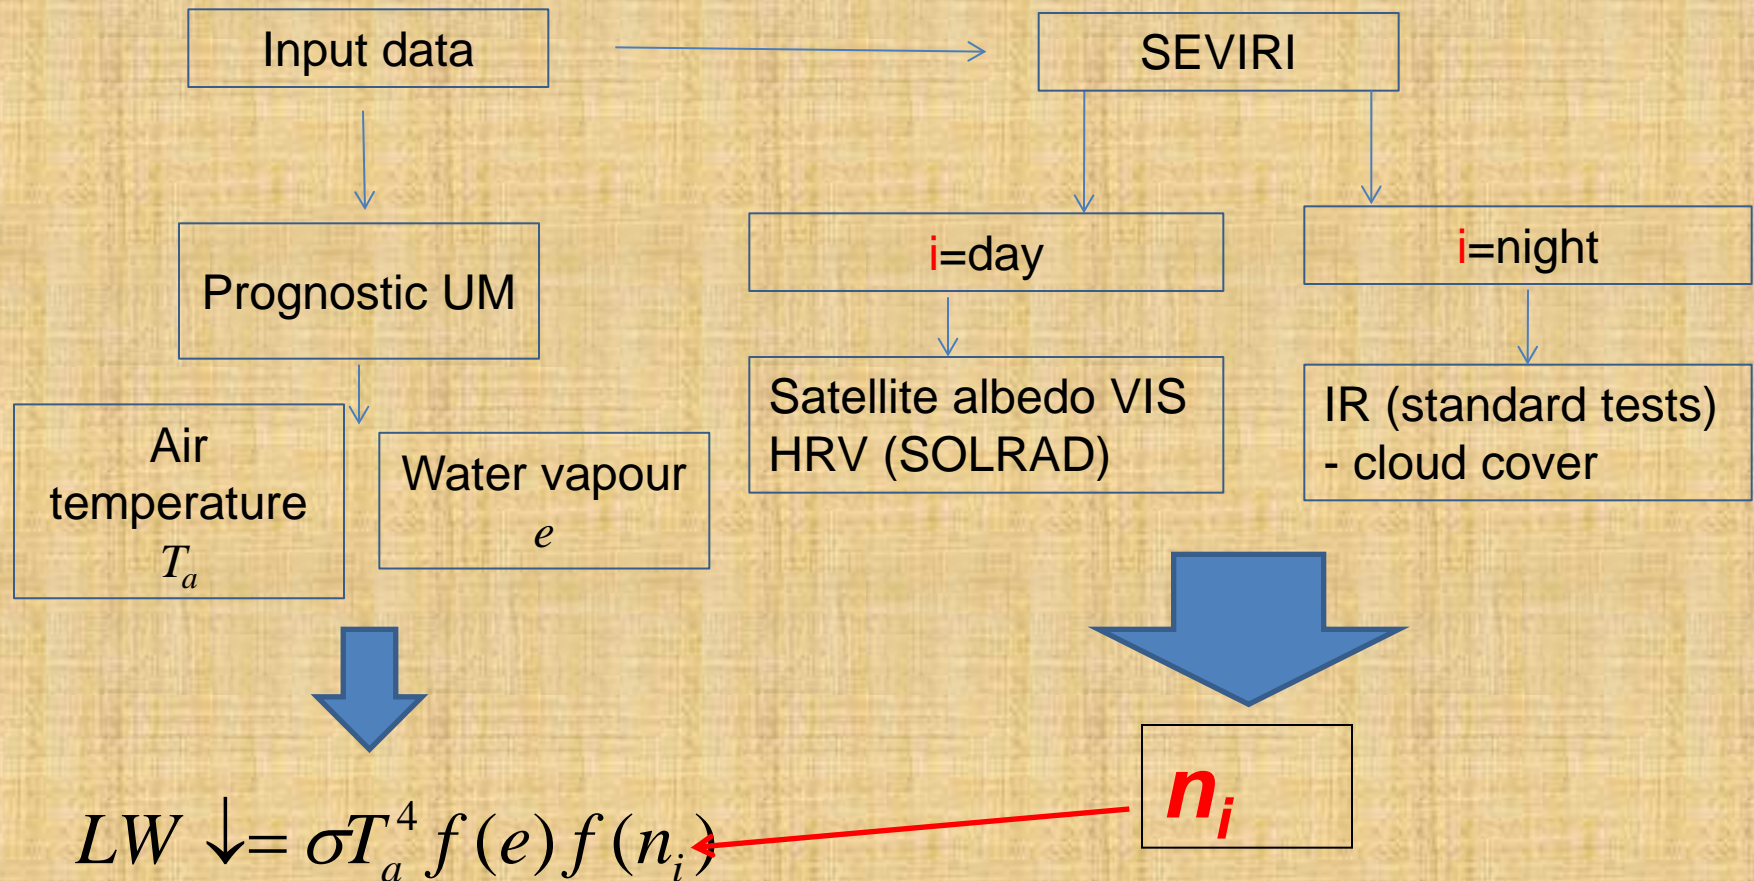 Input data
SEVIRI
Prognostic UM
i=day
i=night
Air
temperature
Tₐ
Water vapour
e
Satellite albedo VIS
HRV (SOLRAD)
IR (standard tests)
- cloud cover
nᵢ
LW ↓= σTₐ⁴ f (e) f (nᵢ)